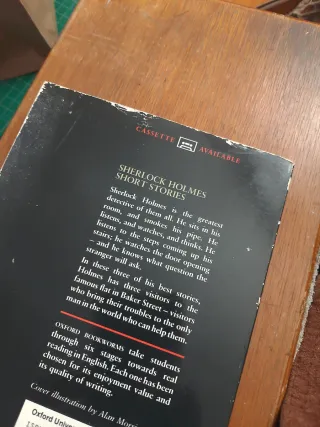 CASSETTE AVAILABLE
SHERLOCK HOLMES
SHORT STORIES
Sherlock Holmes is the greatest
detective of them all. He sits in his
room, and smokes his pipe. He
listens, and watches, and thinks. He
listens to the steps coming up the
stairs; he watches the door opening
– and he knows what question the
stranger will ask.
In these three of his best stories,
Holmes has three visitors to the
famous flat in Baker Street – visitors
who bring their troubles to the only
man in the world who can help them.
OXFORD BOOKWORMS take students
through six stages towards real
reading in English. Each one has been
chosen for its enjoyment value and
its quality of writing.
Cover illustration by Alan
Oxford